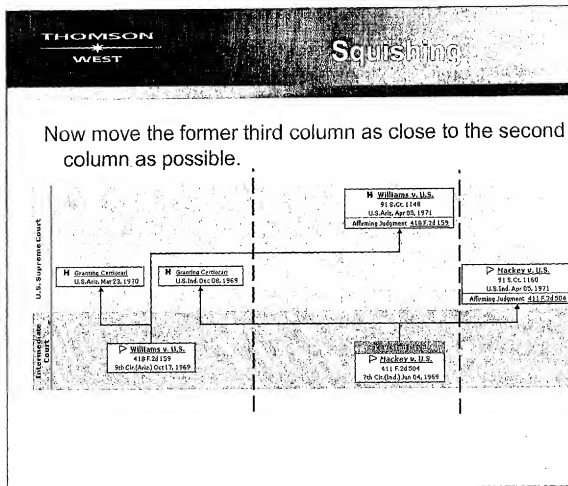 THOMSON
WEST
Squishing
Now move the former third column as close to the second
column as possible.
U.S. Supreme Court
H Williams v. U.S.
91 S.Ct. 1148
U.S.Ariz. Apr 05, 1971
Affirming Judgment 418 F.2d 159
H Granting Certiorari
U.S.Ariz. Mar 23, 1970
H Granting Certiorari
U.S.Ind. Dec 08, 1969
Mackey v. U.S.
91 S.Ct. 1160
U.S.Ind. Apr 05, 1971
Affirming Judgment 411 F.2d 504
Intermediate
Court
Williams v. U.S.
418 F.2d 159
9th Cir.(Ariz.) Oct 17, 1969
Mackey v. U.S.
411 F.2d 504
7th Cir.(Ind.) Jun 04, 1969